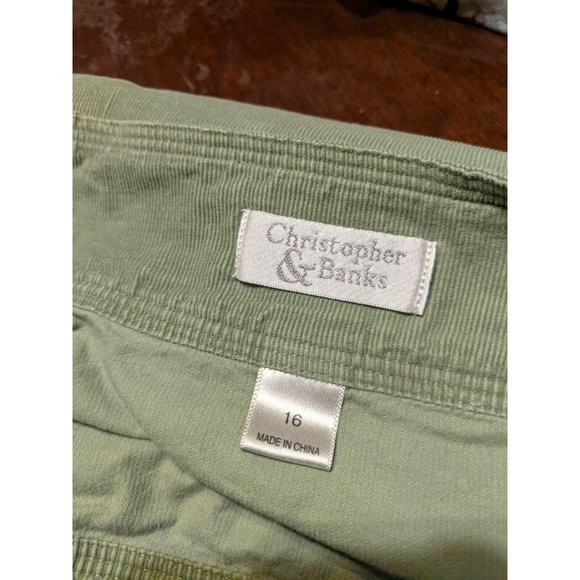 Christopher
& Banks
16
MADE IN CHINA